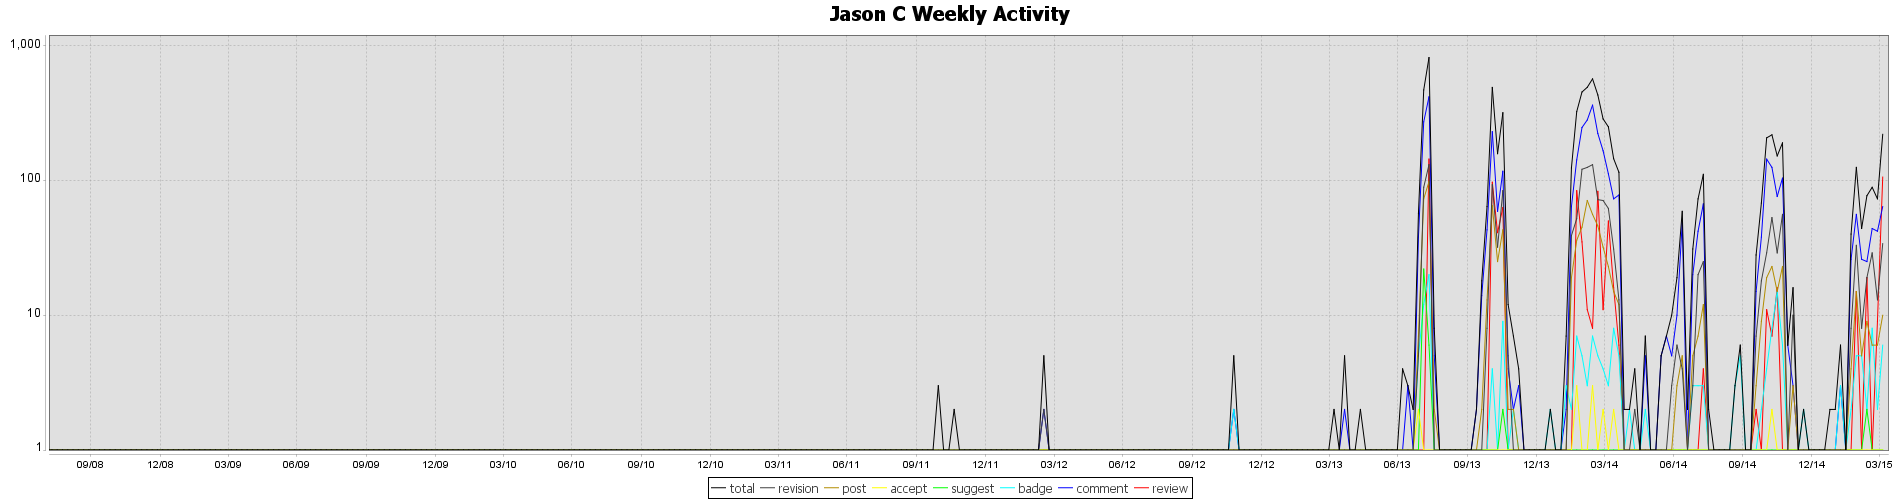 Jason C Weekly Activity
1,000
100
10
1
09/08 12/08 03/09 06/09 09/09 12/09 03/10 06/10 09/10 12/10 03/11 06/11 09/11 12/11 03/12 06/12 09/12 12/12 03/13 06/13 09/13 12/13 03/14 06/14 09/14 12/14 03/15
total revision post accept suggest badge comment review